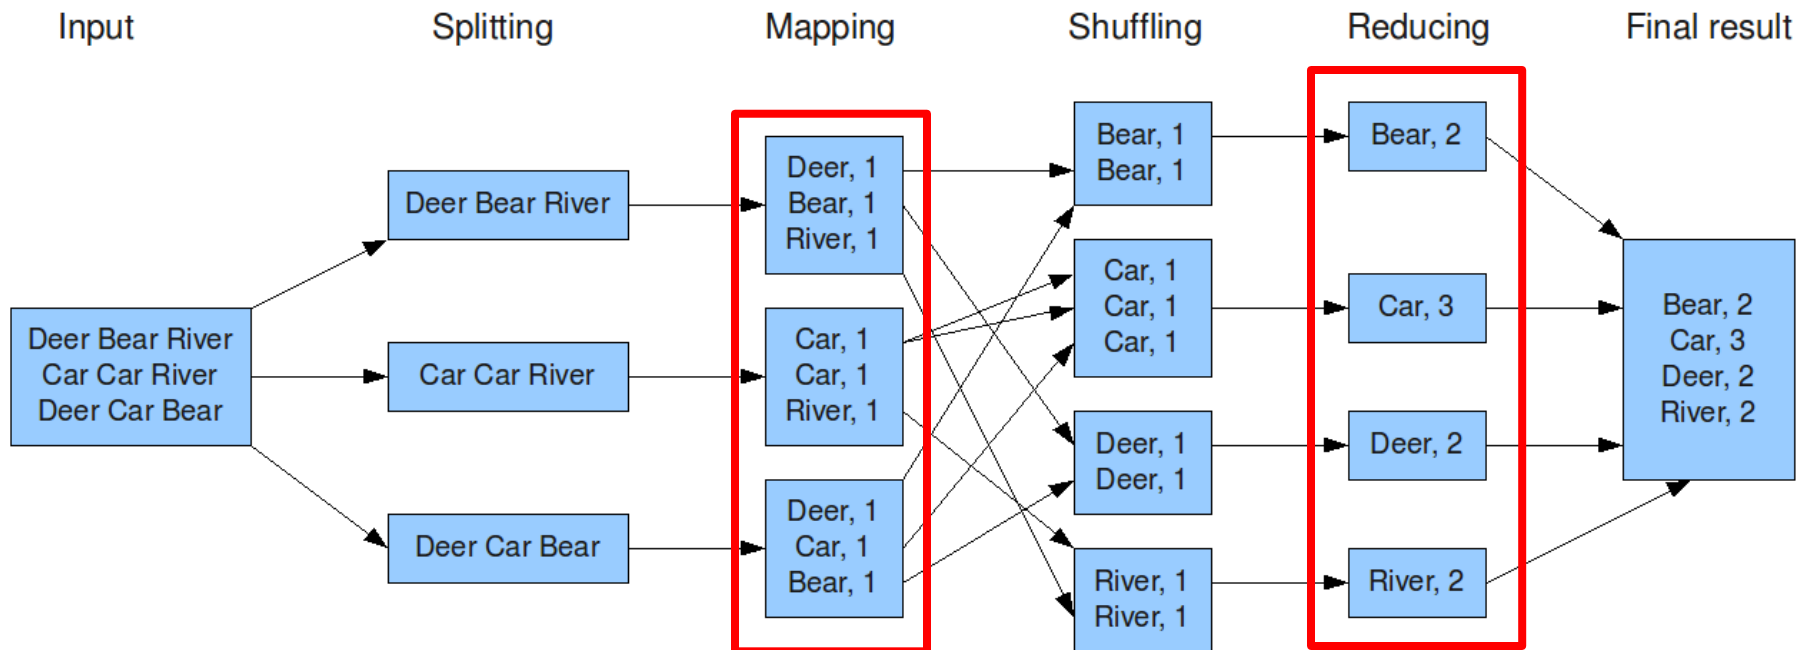 Input
Splitting
Mapping
Shuffling
Reducing
Final result
Deer Bear River
Car Car River
Deer Car Bear
Deer Bear River
Car Car River
Deer Car Bear
Deer, 1
Bear, 1
River, 1
Car, 1
Car, 1
River, 1
Deer, 1
Car, 1
Bear, 1
Bear, 1
Bear, 1
Car, 1
Car, 1
Car, 1
Deer, 1
Deer, 1
River, 1
River, 1
Bear, 2
Car, 3
Deer, 2
River, 2
Bear, 2
Car, 3
Deer, 2
River, 2